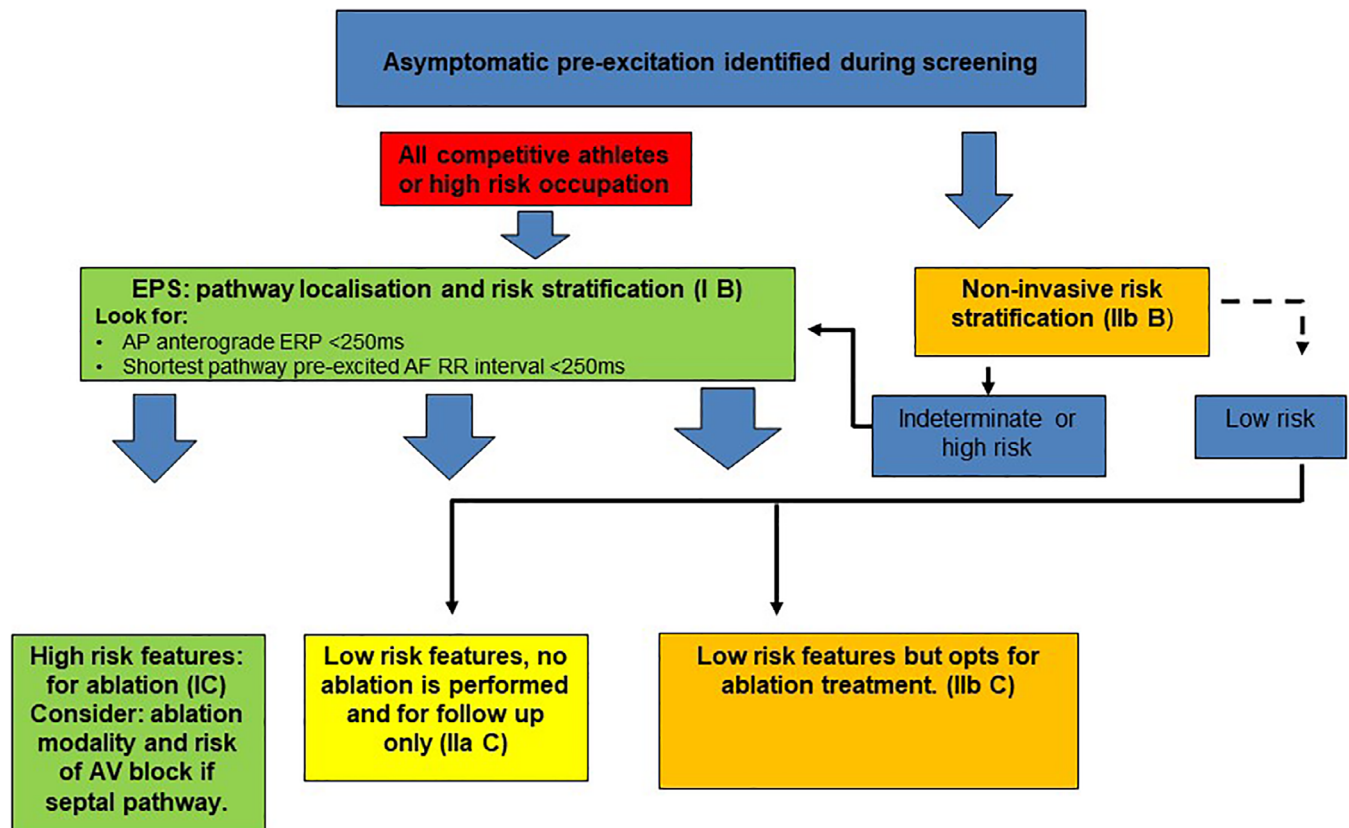 Asymptomatic pre-excitation identified during screening
All competitive athletes
or high risk occupation
EPS: pathway localisation and risk stratification (I B)
Look for:
• AP anterograde ERP <250ms
• Shortest pathway pre-excited AF RR interval <250ms
Non-invasive risk
stratification (IIb B)
Indeterminate or
high risk
Low risk
High risk features:
for ablation (IC)
Consider: ablation
modality and risk
of AV block if
septal pathway.
Low risk features, no
ablation is performed
and for follow up
only (IIa C)
Low risk features but opts for
ablation treatment. (IIb C)